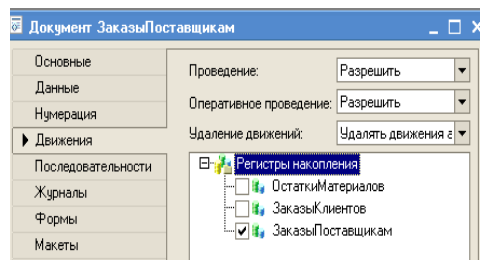 Документ ЗаказыПоставщикам
Основные
Данные
Нумерация
Движения
Последовательности
Журналы
Формы
Макеты
Проведение: Разрешить
Оперативное проведение: Разрешить
Удаление движений: Удалять движения а
Регистры накопления
ОстаткиМатериалов
ЗаказыКлиентов
ЗаказыПоставщикам